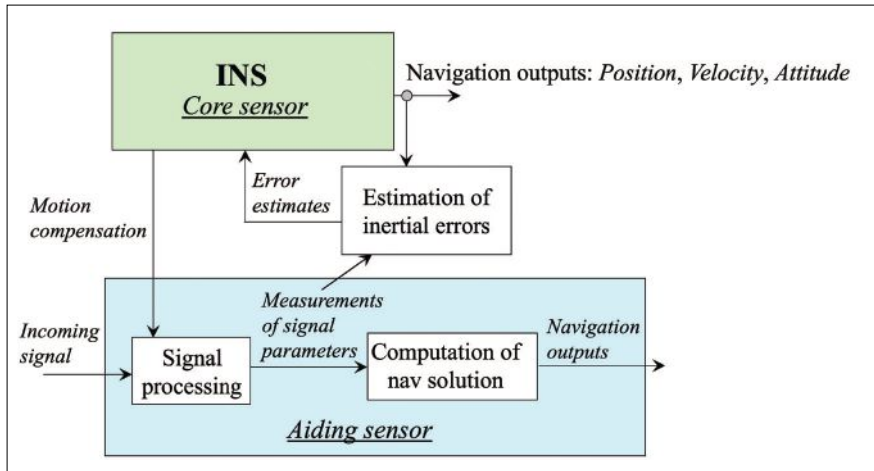 INS
Core sensor
Navigation outputs: Position, Velocity, Attitude
Error
estimates
Estimation of
inertial errors
Motion
compensation
Incoming
signal
Signal
processing
Measurements
of signal
parameters
Computation of
nav solution
Navigation
outputs
Aiding sensor